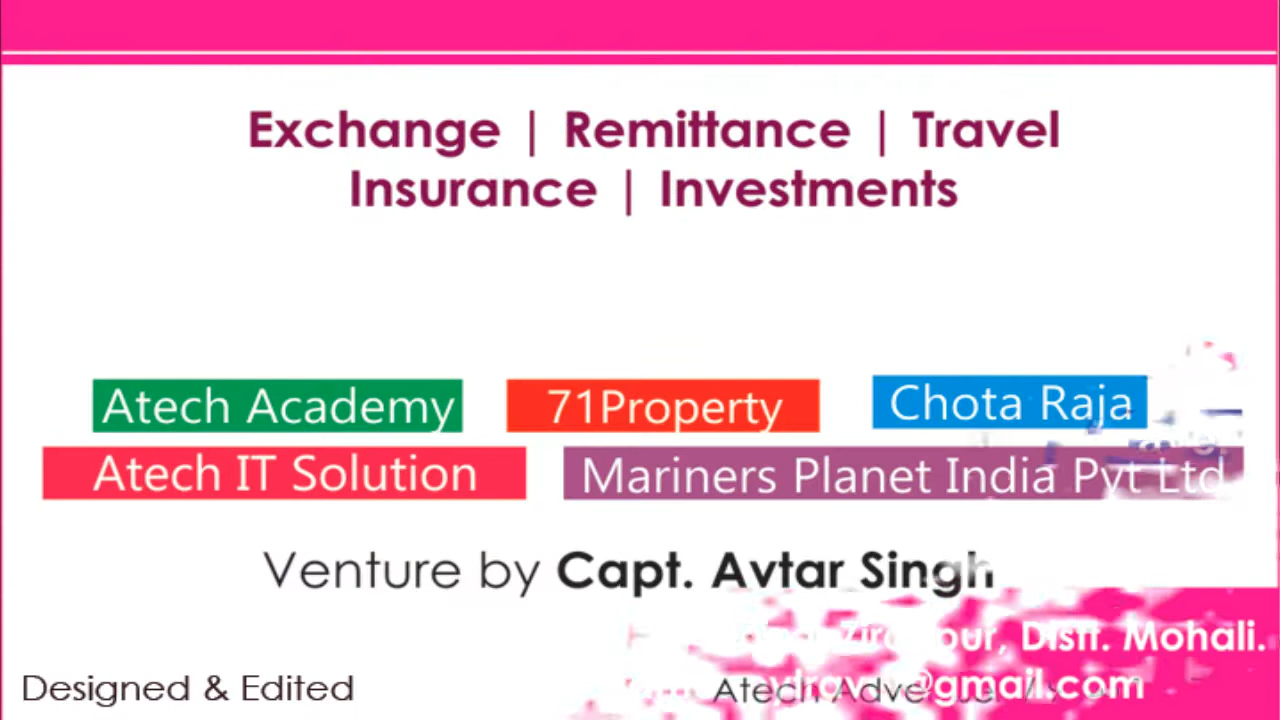 Exchange | Remittance | Travel
Insurance | Investments
Atech Academy
71Property
Chota Raja
Atech IT Solution
Mariners Planet India Pvt Ltd
Venture by Capt. Avtar Singh
Distt. Mohali.
@gmail.com
Designed & Edited
Atech